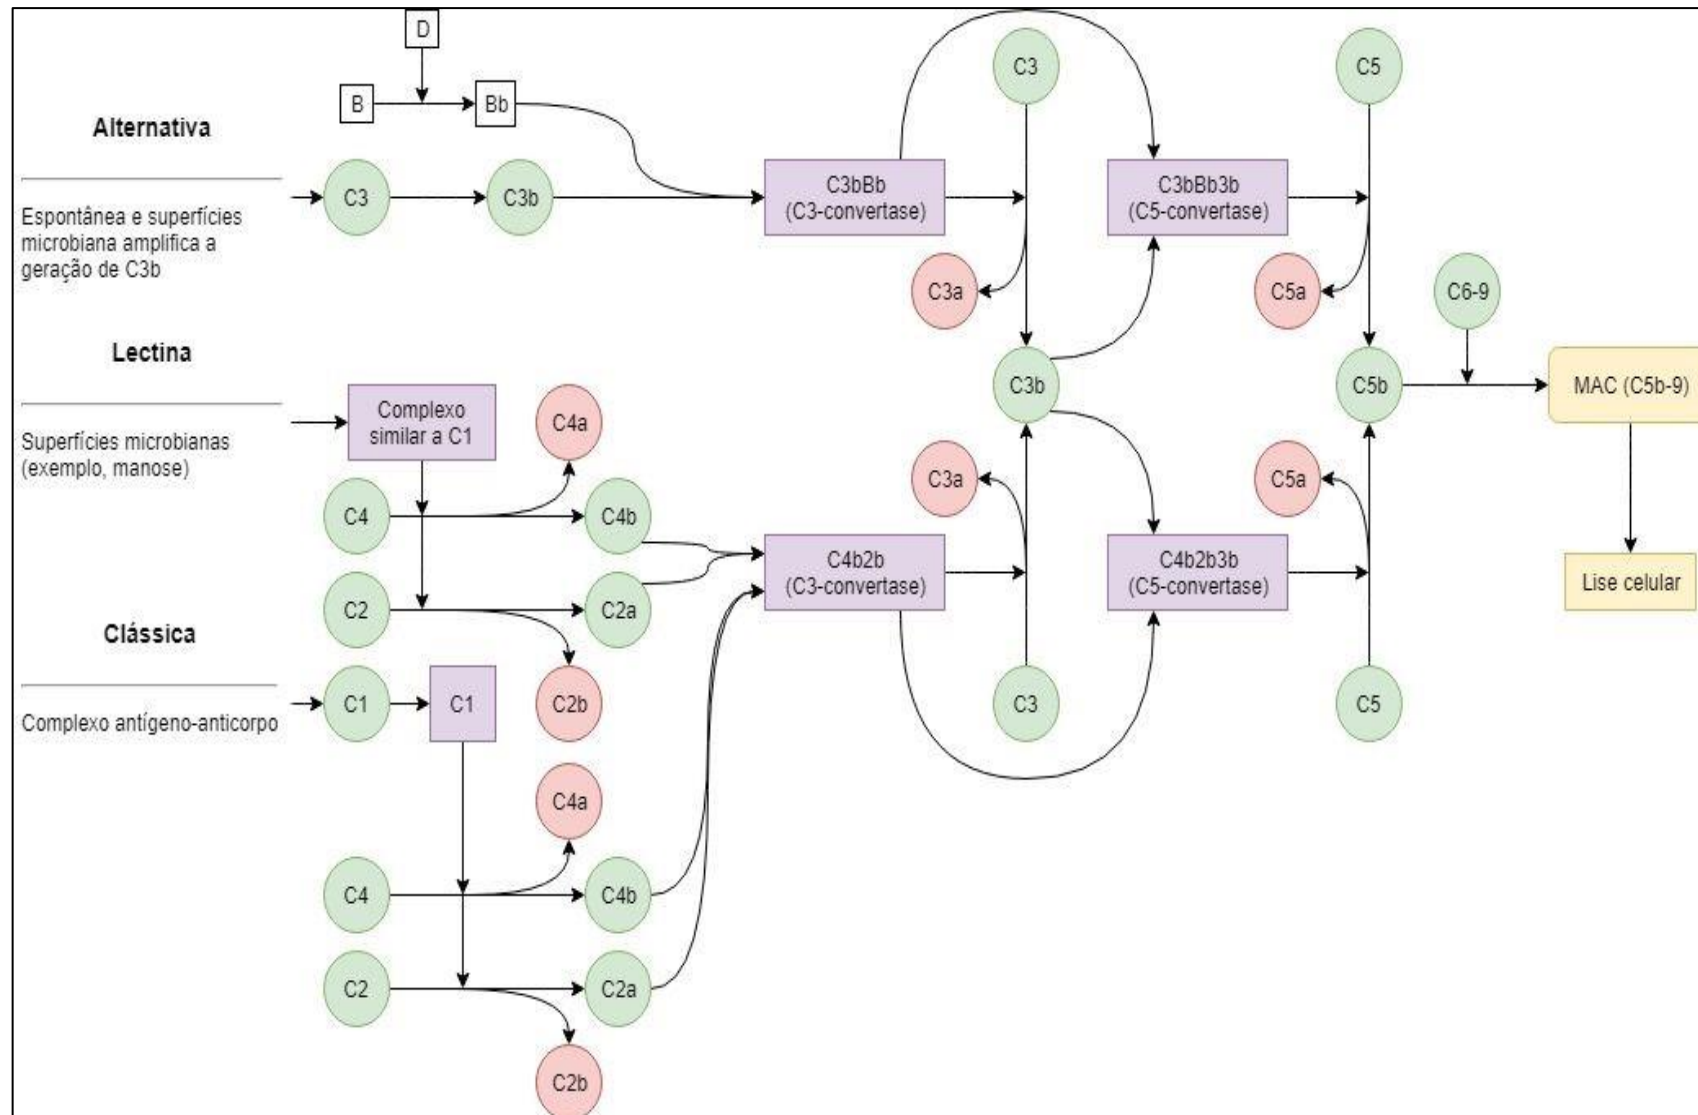 D
B
Bb
Alternativa
Espontânea e superfícies
microbiana amplifica a
geração de C3b
C3
C3b
C3bBb
(C3-convertase)
C3
C3a
C3bBb3b
(C5-convertase)
C5
C5a
C6-9
Lectina
Superfícies microbianas
(exemplo, manose)
Complexo
similar a C1
C4a
C4
C4b
C2
C2a
C2b
C3b
C3a
C4b2b
(C3-convertase)
C3
C4b2b3b
(C5-convertase)
C5b
C5a
C5
MAC (C5b-9)
Lise celular
Clássica
Complexo antígeno-anticorpo
C1
C1
C4a
C4
C4b
C2
C2a
C2b